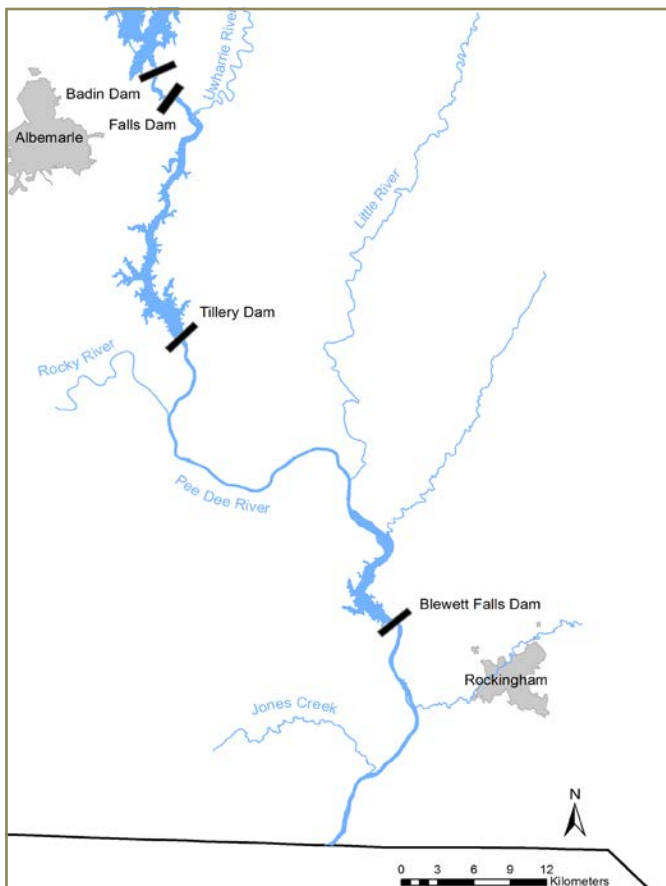 Uwharrie River
Badin Dam
Falls Dam
Albemarle
Little River
Tillery Dam
Rocky River
Pee Dee River
Blewett Falls Dam
Rockingham
Jones Creek
N
0 3 6 9 12
Kilometers